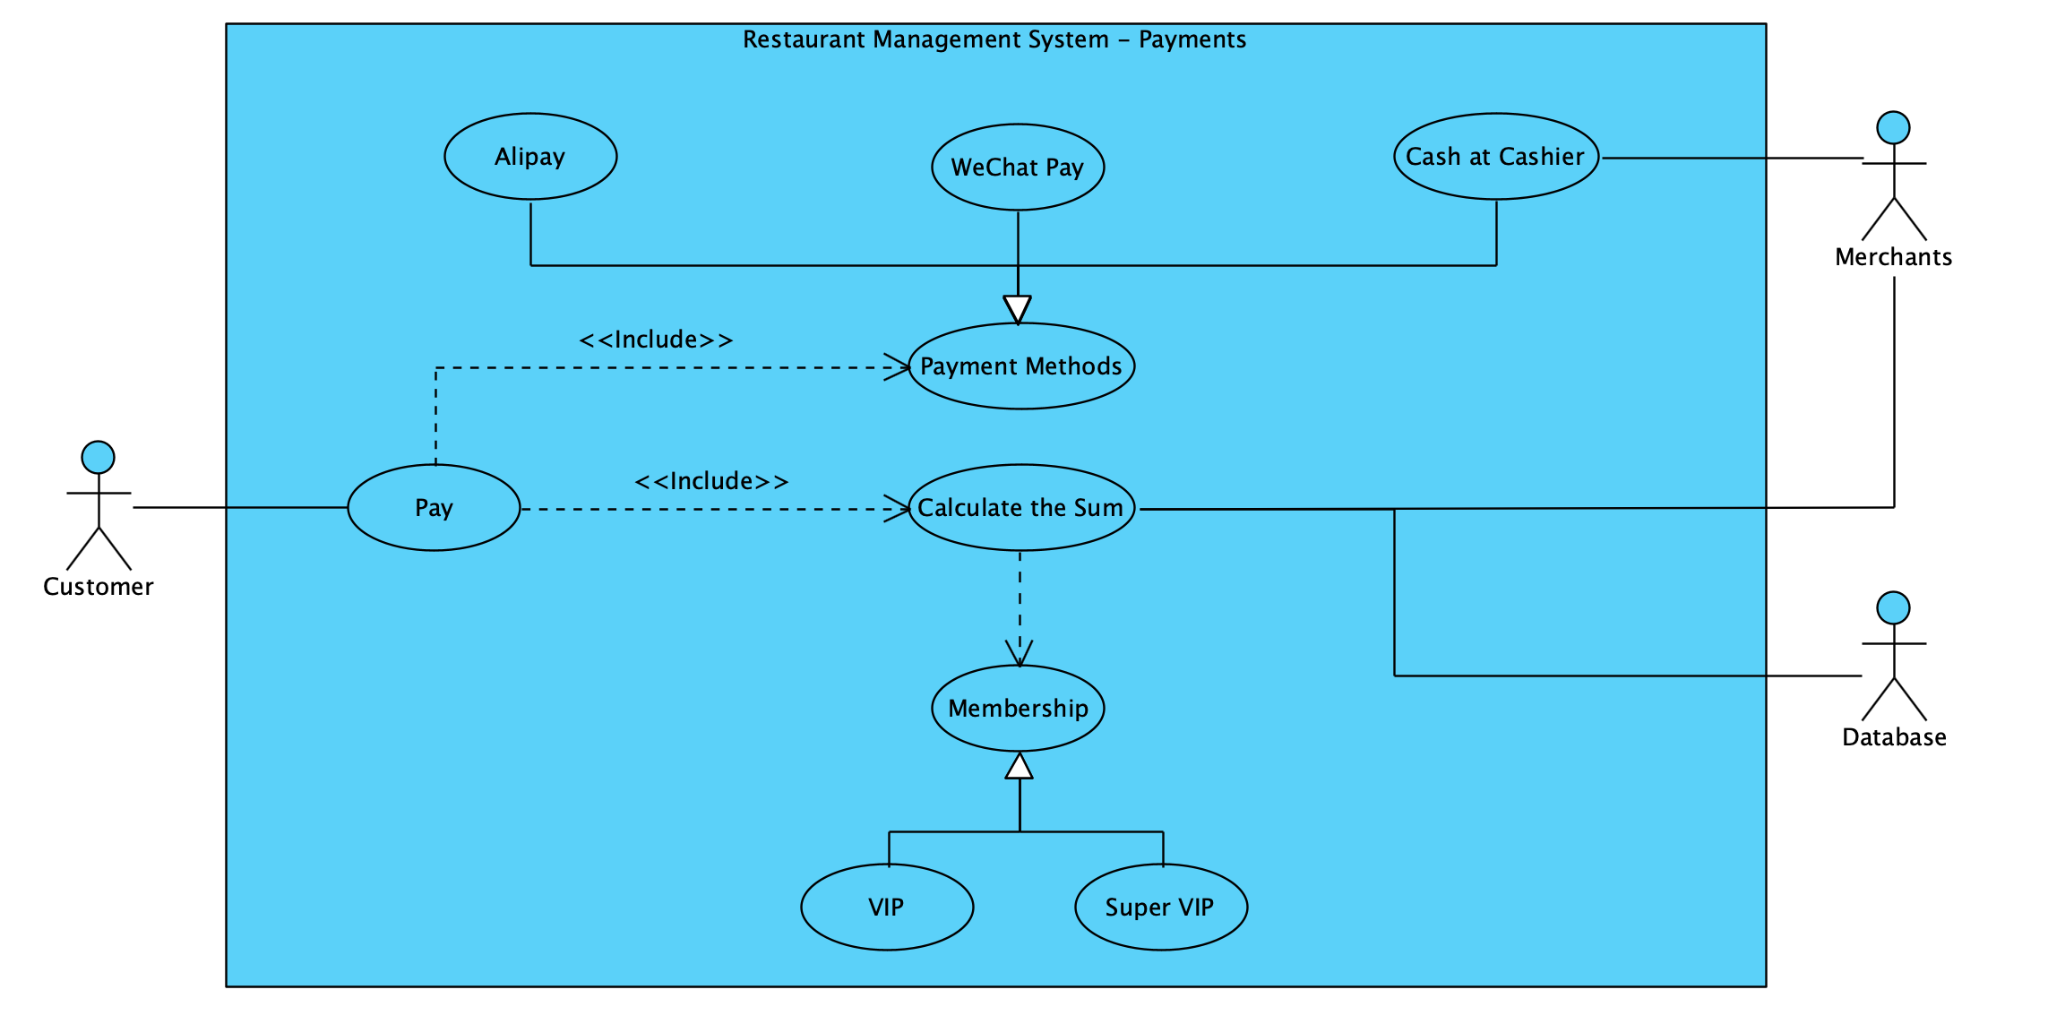 Restaurant Management System – Payments
Alipay
WeChat Pay
Cash at Cashier
Merchants
<<Include>>
Payment Methods
<<Include>>
Pay
Calculate the Sum
Customer
Membership
Database
VIP
Super VIP